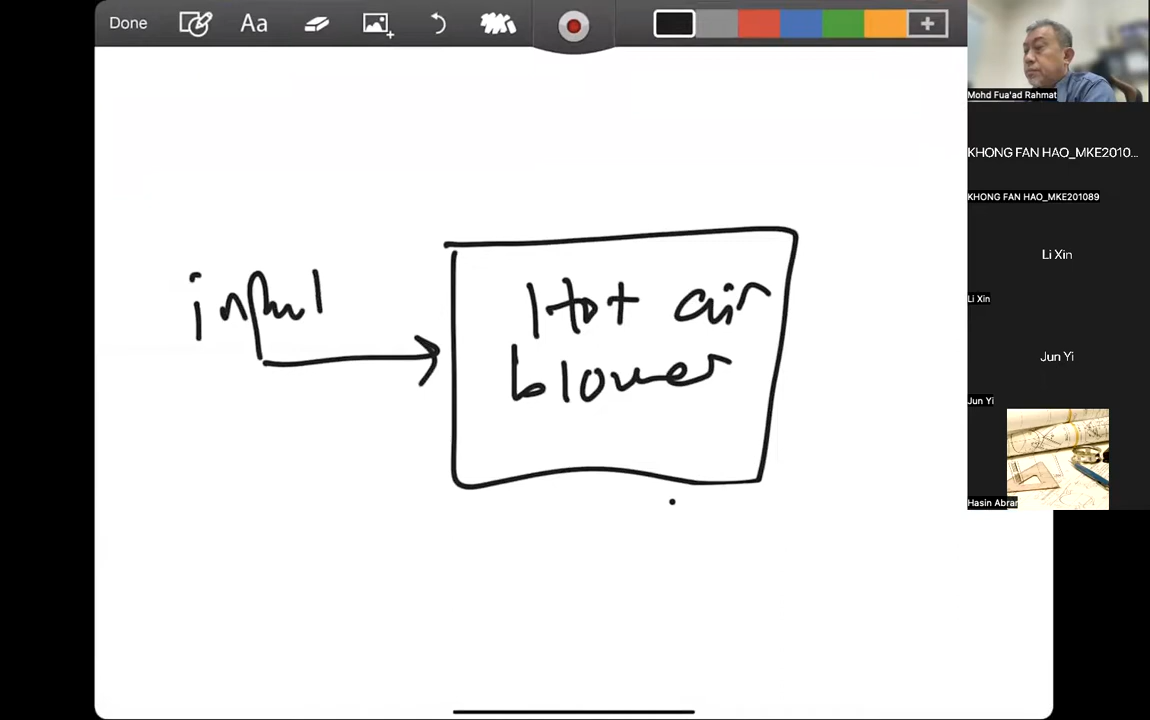 Done
Aa
input
Hot air
blower
Mohd Fua'ad Rahmat
KHONG FAN HAO_MKE2010...
KHONG FAN HAO_MKE201089
Li Xin
Li Xin
Jun Yi
Jun Yi
Hasin Abrar